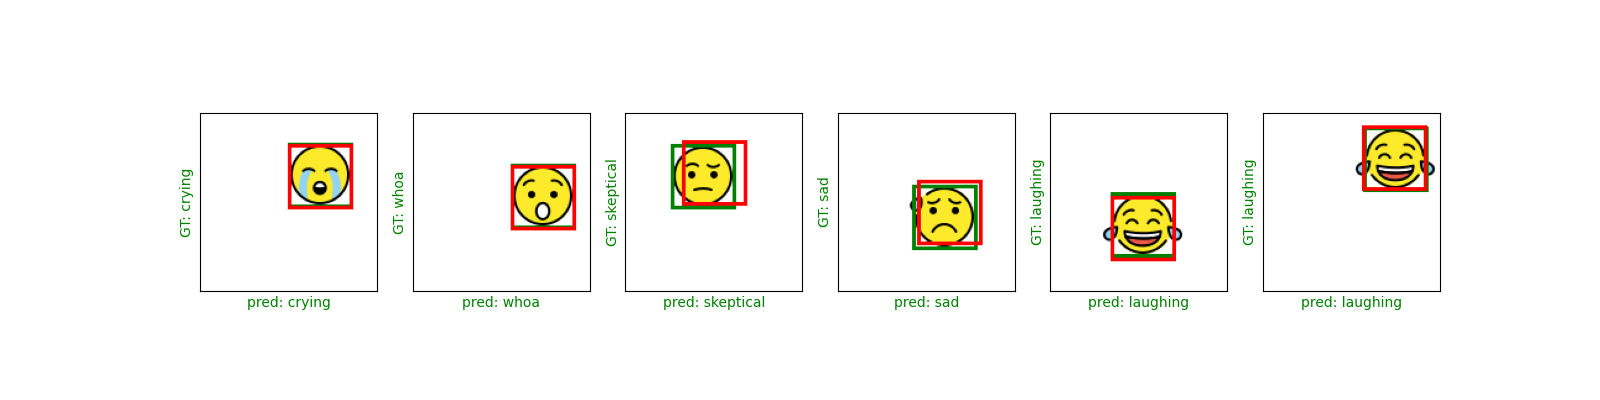 GT: crying
pred: crying
GT: whoa
pred: whoa
GT: skeptical
pred: skeptical
GT: sad
pred: sad
GT: laughing
pred: laughing
GT: laughing
pred: laughing